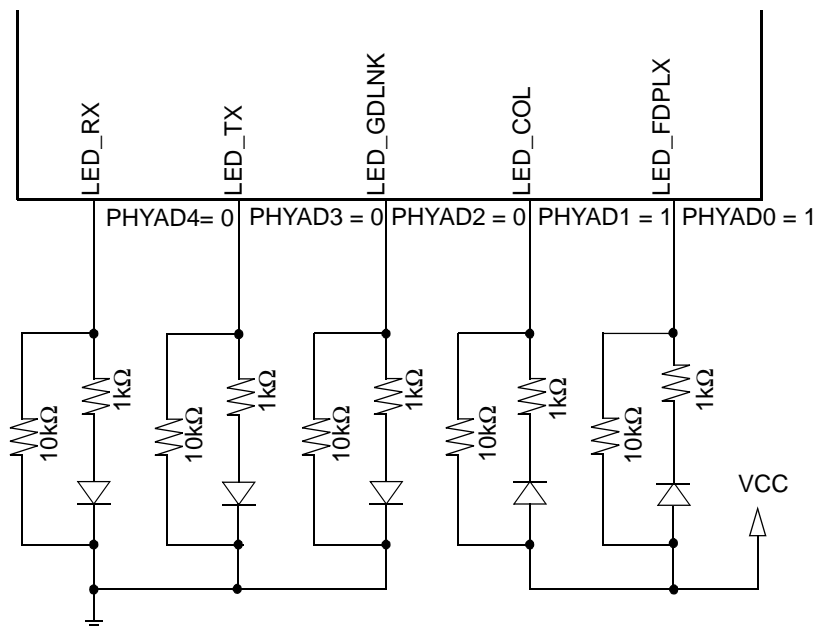 LED_RX
LED_TX
LED_GDLNK
LED_COL
LED_FDPLX
PHYAD4= 0
PHYAD3 = 0
PHYAD2 = 0
PHYAD1 = 1
PHYAD0 = 1
10kΩ
1kΩ
10kΩ
1kΩ
10kΩ
1kΩ
10kΩ
1kΩ
10kΩ
1kΩ
VCC